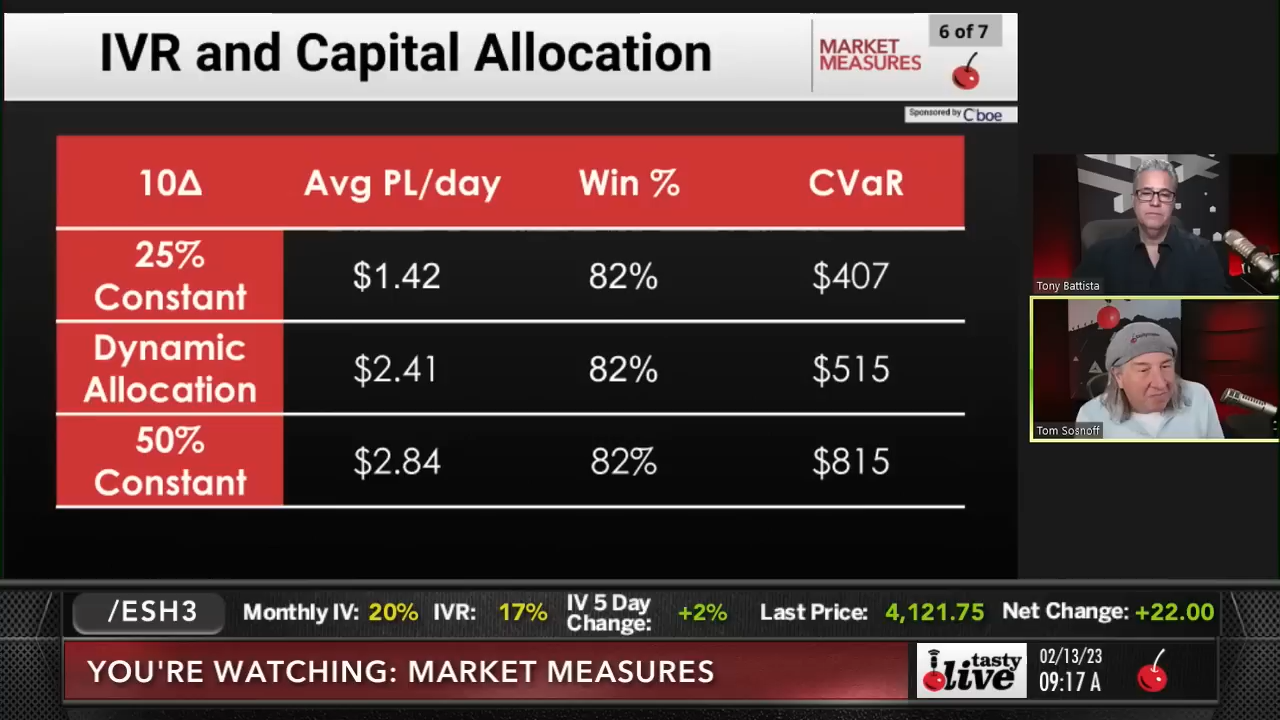 IVR and Capital Allocation
MARKET
MEASURES
6 of 7
Sponsored by Cboe
10Δ Avg PL/day Win % CVaR
25%
Constant
$1.42 82% $407
Dynamic
Allocation
$2.41 82% $515
50%
Constant
$2.84 82% $815
Tony Battista
Tom Sosnoff
/ESH3 Monthly IV: 20% IVR: 17% IV 5 Day
Change: +2% Last Price: 4,121.75 Net Change: +22.00
YOU'RE WATCHING: MARKET MEASURES
tasty
live
02/13/23
09:17 A